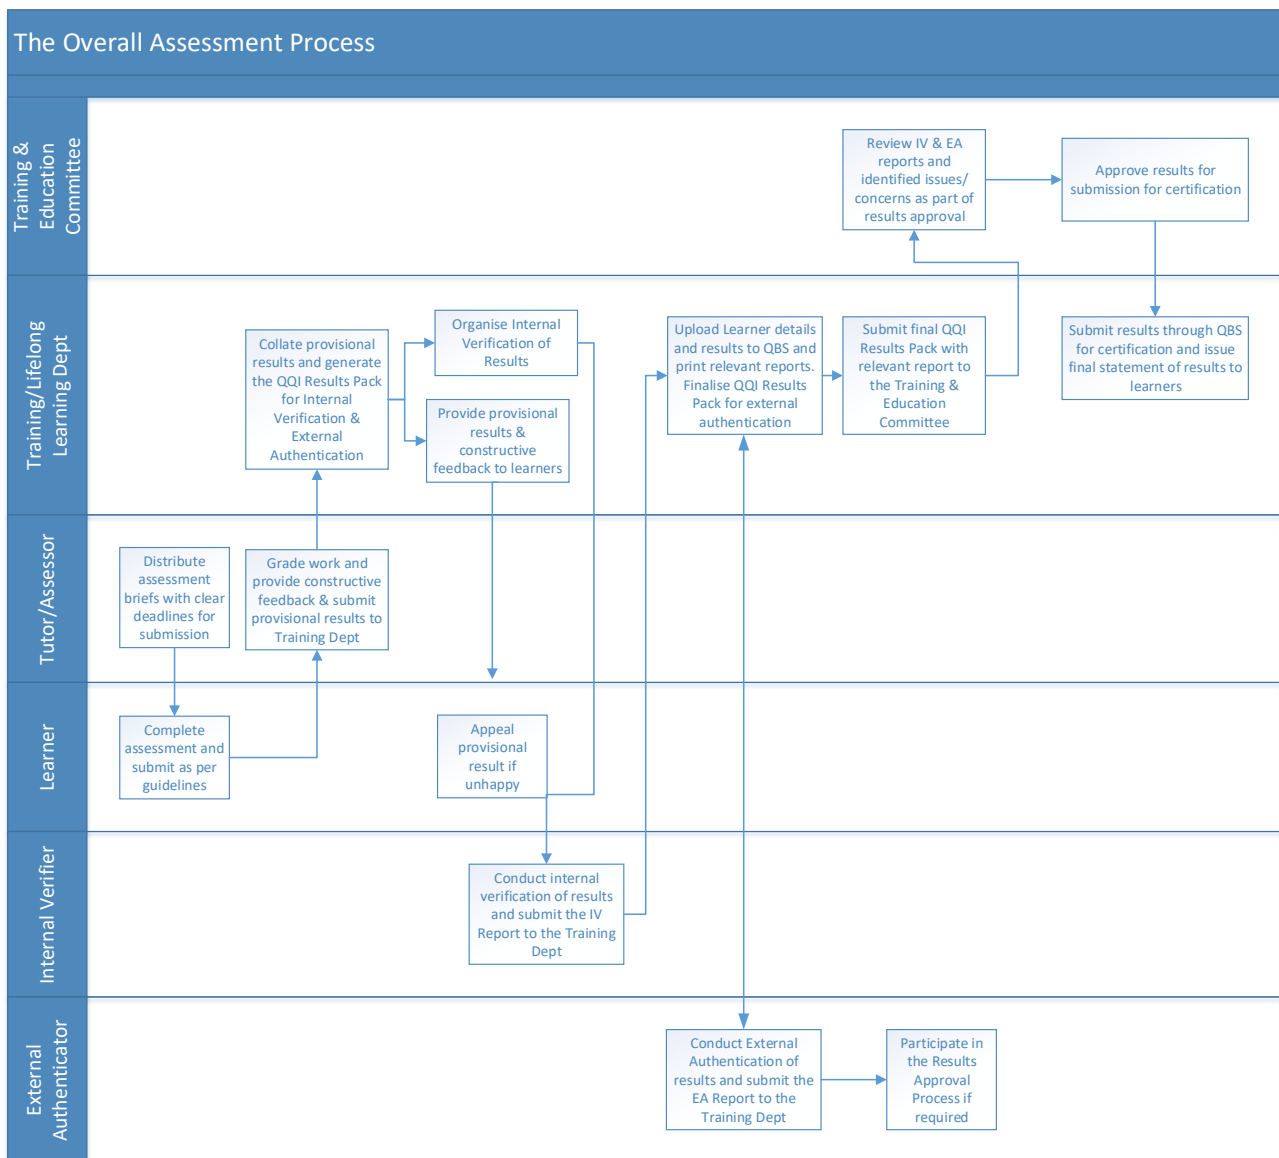 The Overall Assessment Process
Training &
Education
Committee
Review IV & EA
reports and
identified issues/
concerns as part of
results approval
Approve results for
submission for certification
Training/Lifelong
Learning Dept
Collate provisional
results and generate
the QQI Results Pack
for Internal
Verification &
External
Authentication
Organise Internal
Verification of
Results
Provide provisional
results &
constructive
feedback to learners
Upload Learner details
and results to QBS and
print relevant reports.
Finalise QQI Results
Pack for external
authentication
Submit final QQI
Results Pack with
relevant report to
the Training &
Education
Committee
Submit results through QBS
for certification and issue
final statement of results to
learners
Tutor/Assessor
Distribute
assessment
briefs with clear
deadlines for
submission
Grade work and
provide constructive
feedback & submit
provisional results to
Training Dept
Learner
Complete
assessment and
submit as per
guidelines
Appeal
provisional
result if
unhappy
Internal Verifier
Conduct internal
verification of results
and submit the IV
Report to the Training
Dept
External
Authenticator
Conduct External
Authentication of
results and submit the
EA Report to the
Training Dept
Participate in
the Results
Approval
Process if
required